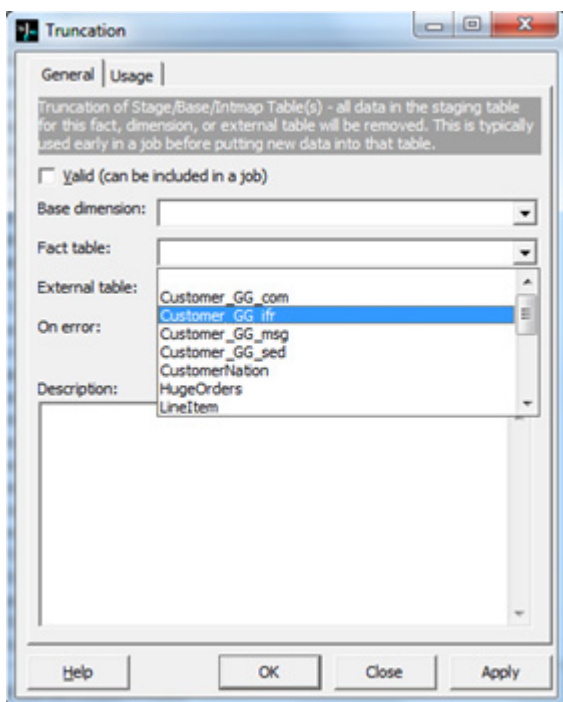 Truncation
General Usage
Truncation of Stage/Base/Intmap Table(s) - all data in the staging table
for this fact, dimension, or external table will be removed. This is typically
used early in a job before putting new data into that table.
Valid (can be included in a job)
Base dimension:
Fact table:
External table:
Customer_GG_com
Customer_GG_ifr
On error:
Customer_GG_msg
Customer_GG_sed
CustomerNation
Description:
HugeOrders
LineItem
Help OK Close Apply